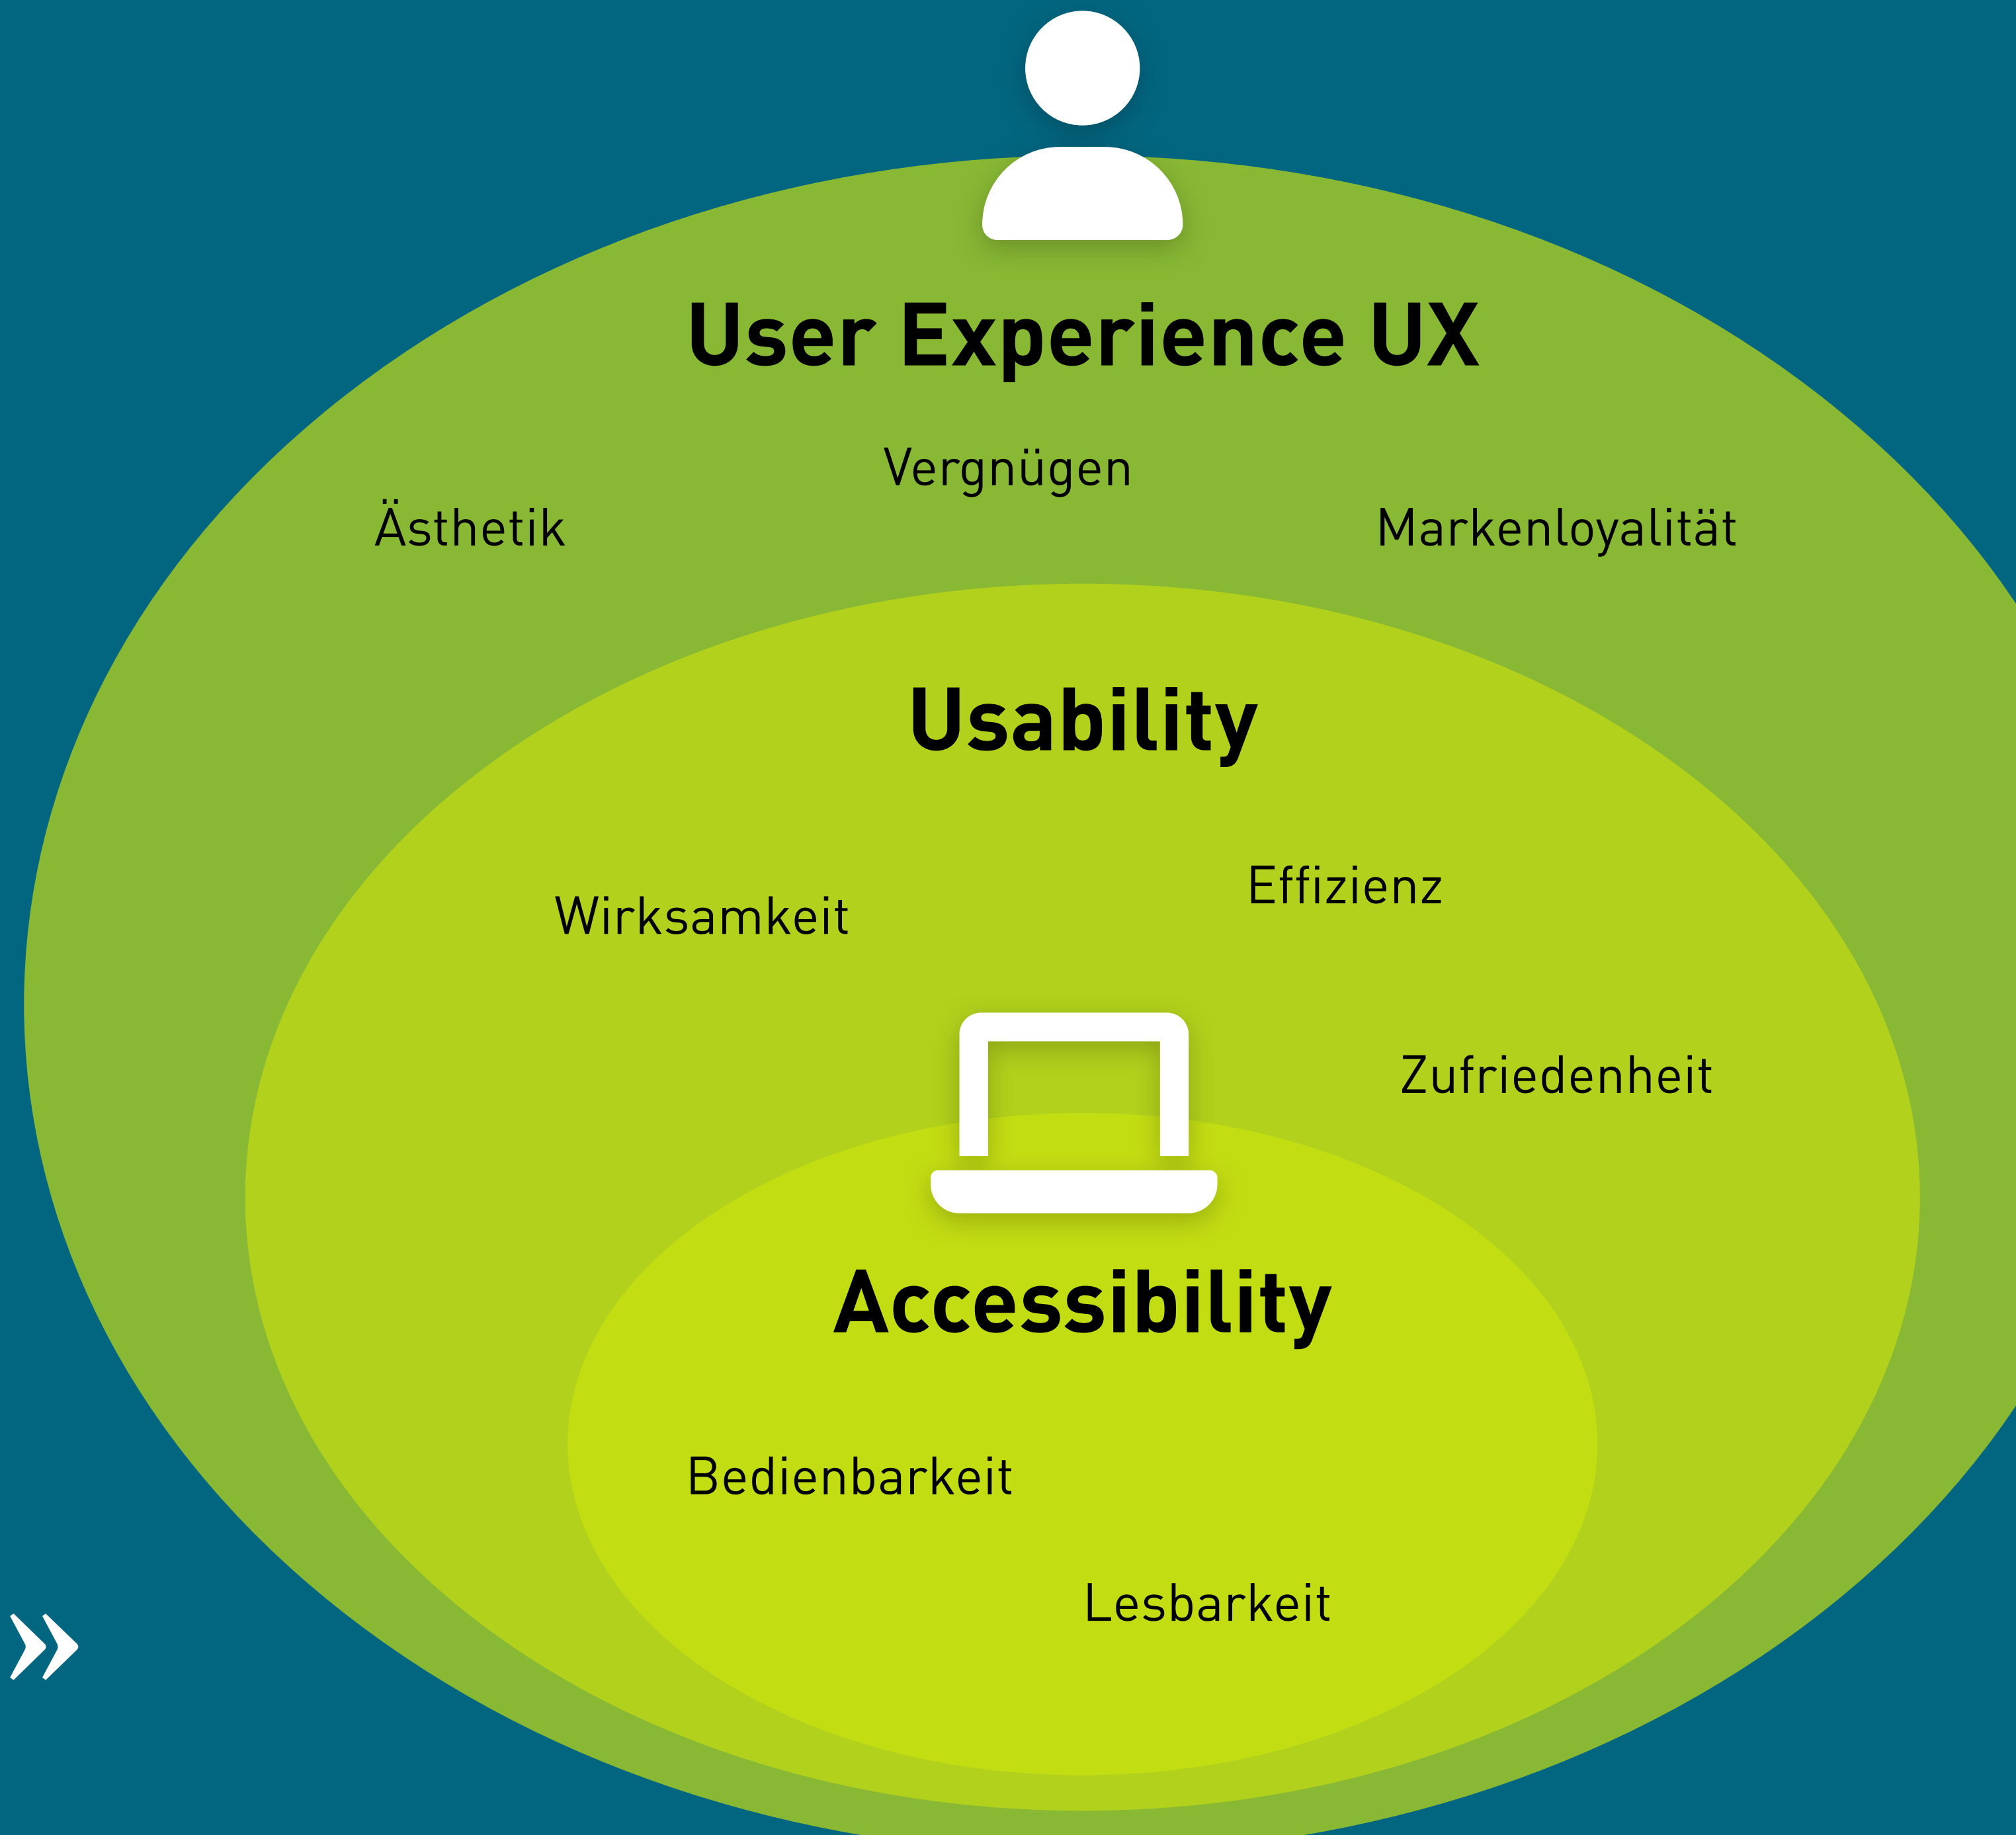 User Experience UX
Vergnügen
Ästhetik
Markenloyalität
Usability
Effizienz
Wirksamkeit
Zufriedenheit
Accessibility
Bedienbarkeit
Lesbarkeit
»